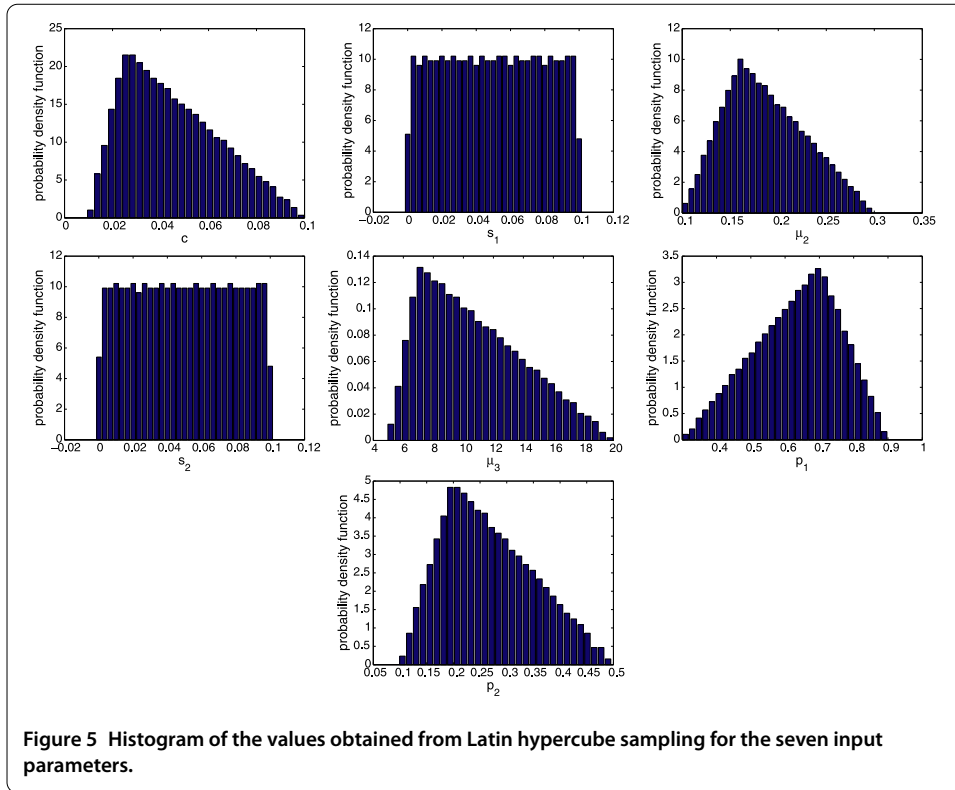 probability density function
25
20
15
10
5
0
0 0.02 0.04 0.06 0.08 0.1
c
probability density function
12
10
8
6
4
2
0
−0.02 0 0.02 0.04 0.06 0.08 0.1 0.12
s1
probability density function
12
10
8
6
4
2
0
0.1 0.15 0.2 0.25 0.3 0.35
μ2
probability density function
12
10
8
6
4
2
0
−0.02 0 0.02 0.04 0.06 0.08 0.1 0.12
s2
probability density function
0.14
0.12
0.1
0.08
0.06
0.04
0.02
0
4 6 8 10 12 14 16 18 20
μ3
probability density function
3.5
3
2.5
2
1.5
1
0.5
0
0.3 0.4 0.5 0.6 0.7 0.8 0.9 1
p1
probability density function
5
4.5
4
3.5
3
2.5
2
1.5
1
0.5
0
0.05 0.1 0.15 0.2 0.25 0.3 0.35 0.4 0.45 0.5
p2
Figure 5 Histogram of the values obtained from Latin hypercube sampling for the seven input
parameters.